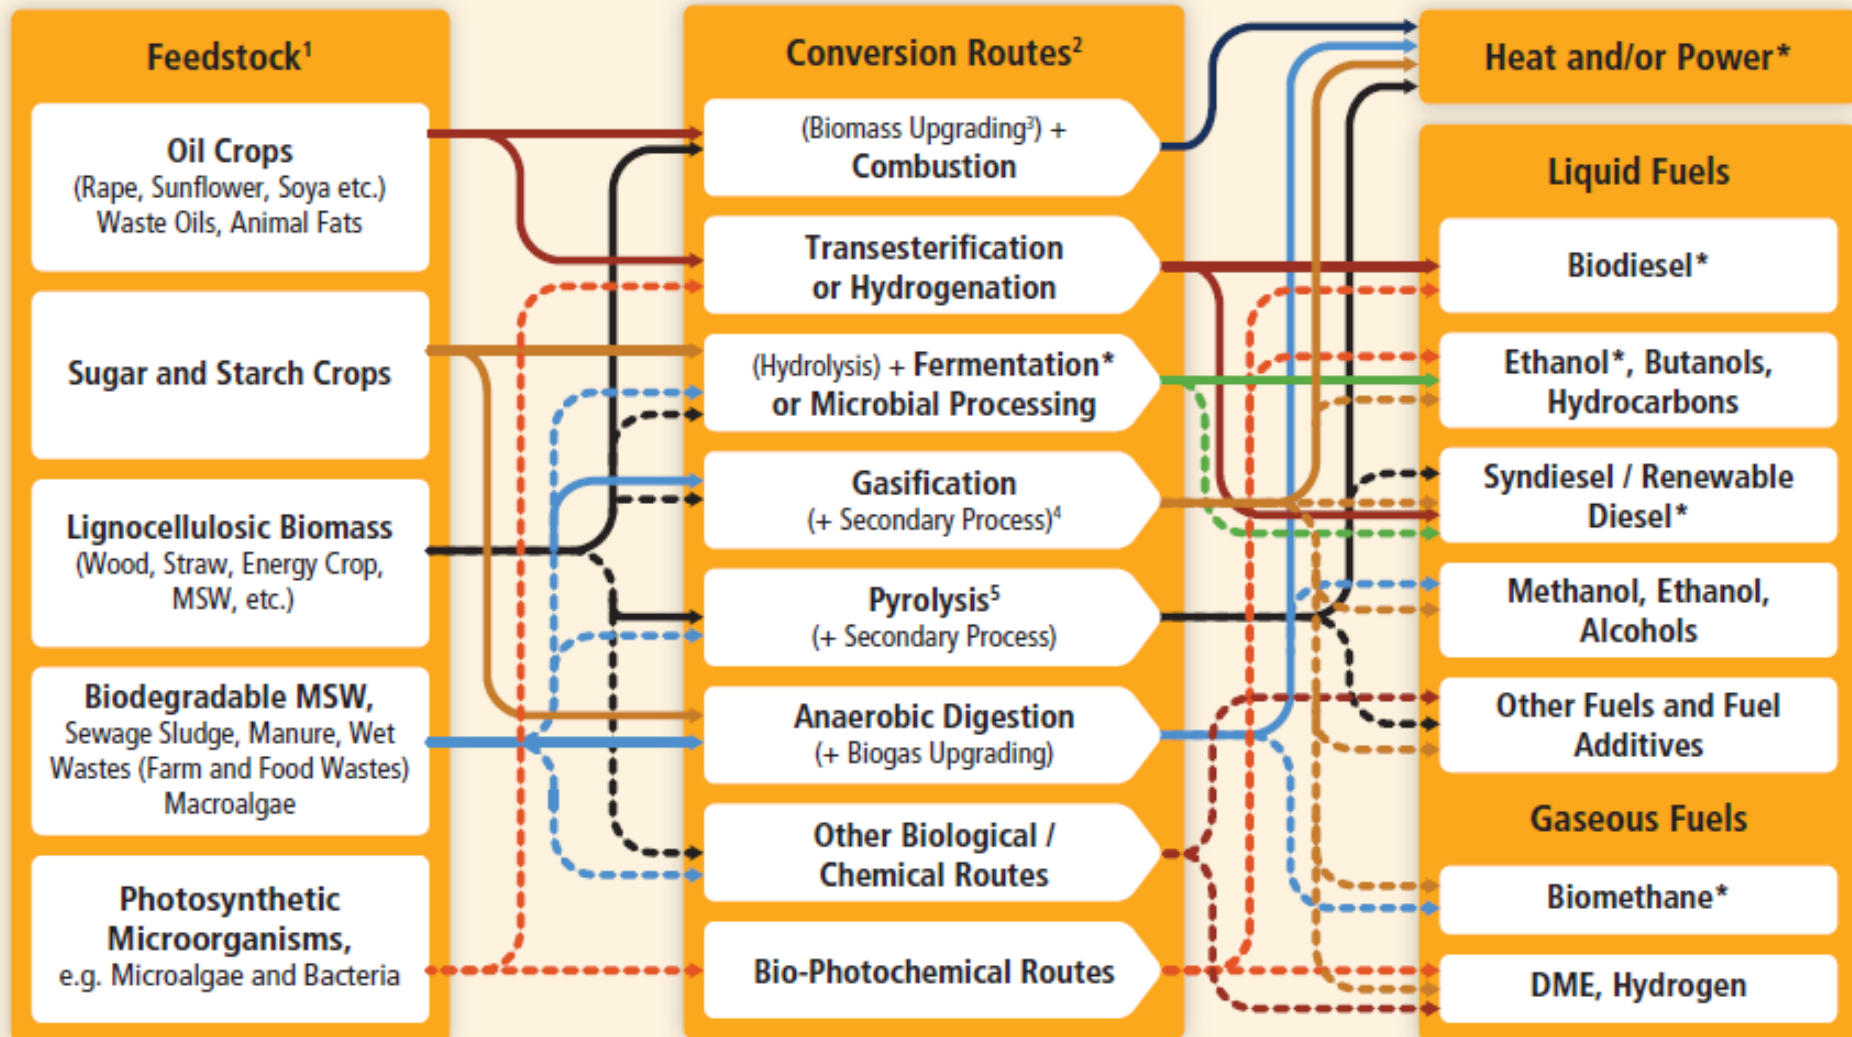 Feedstock¹
Oil Crops
(Rape, Sunflower, Soya etc.)
Waste Oils, Animal Fats
Sugar and Starch Crops
Lignocellulosic Biomass
(Wood, Straw, Energy Crop,
MSW, etc.)
Biodegradable MSW,
Sewage Sludge, Manure, Wet
Wastes (Farm and Food Wastes)
Macroalgae
Photosynthetic
Microorganisms,
e.g. Microalgae and Bacteria
Conversion Routes²
(Biomass Upgrading³) +
Combustion
Transesterification
or Hydrogenation
(Hydrolysis) + Fermentation*
or Microbial Processing
Gasification
(+ Secondary Process)⁴
Pyrolysis⁵
(+ Secondary Process)
Anaerobic Digestion
(+ Biogas Upgrading)
Other Biological /
Chemical Routes
Bio-Photochemical Routes
Heat and/or Power*
Liquid Fuels
Biodiesel*
Ethanol*, Butanols,
Hydrocarbons
Syndiesel / Renewable
Diesel*
Methanol, Ethanol,
Alcohols
Other Fuels and Fuel
Additives
Gaseous Fuels
Biomethane*
DME, Hydrogen